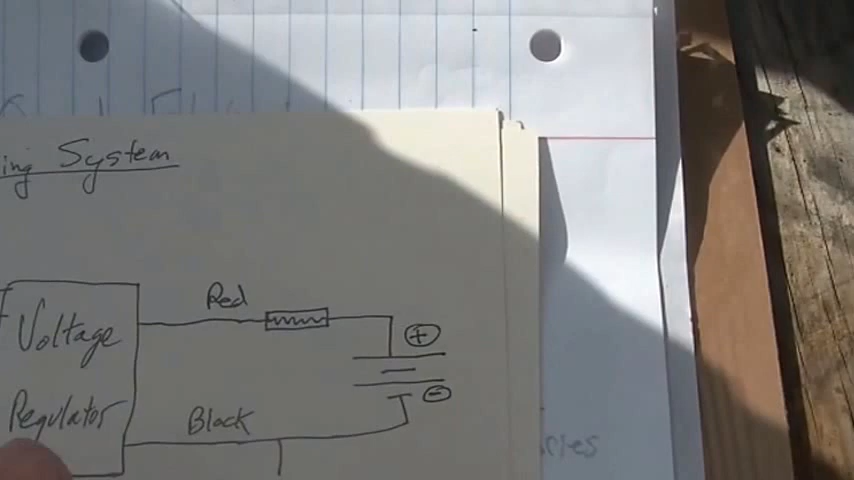 ing System
Red
Voltage
Regulator
+
-
Black